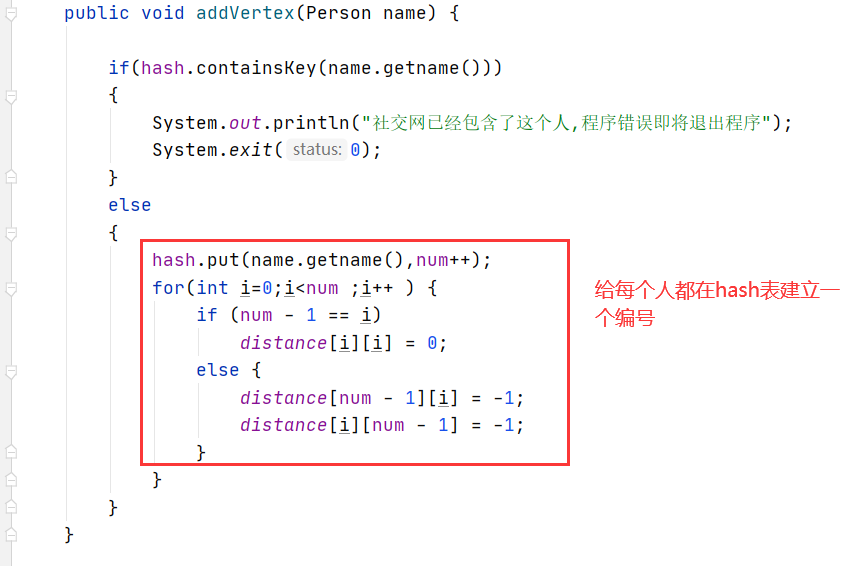 public void addVertex(Person name) {
if(hash.containsKey(name.getname()))
{
System.out.println("社交网已经包含了这个人,程序错误即将退出程序");
System.exit( status: 0);
}
else
{
hash.put(name.getname(),num++);
for(int i=0;i<num ;i++ ) {
if (num - 1 == i)
distance[i][i] = 0;
else {
distance[num - 1][i] = -1;
distance[i][num - 1] = -1;
}
}
}
}
给每个人都在hash表建立一
个编号